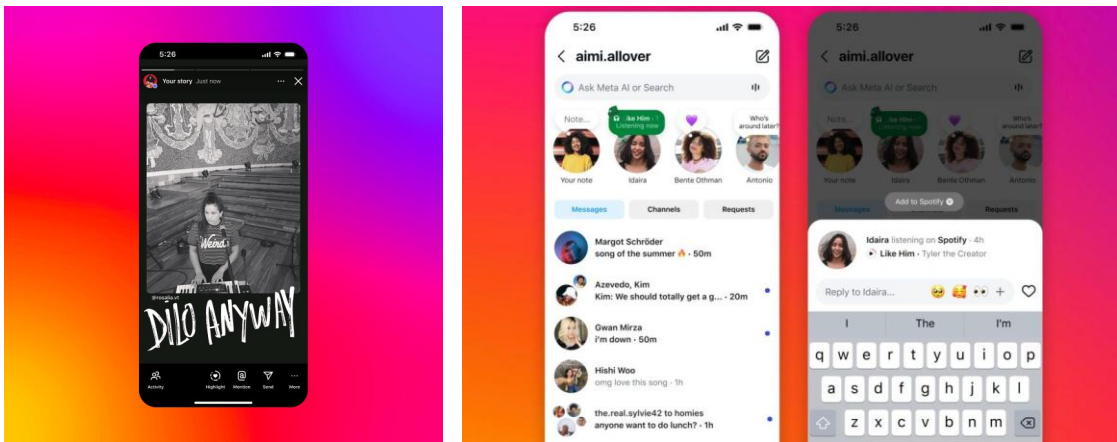 5:26
Your story Just now
Weird
@rosalia.vt
DILO ANYWAY
Activity
Highlight
Mention
Send
More
5:26
aimi.allover
Ask Meta AI or Search
Note...
ike Him · T
Listening now
Who's
around later?
Your note
Idaira
Bente Othman
Antonio
Messages
Channels
Requests
Margot Schröder
song of the summer 🔥 · 50m
Azevedo, Kim
Kim: We should totally get a g... · 20m
Gwan Mirza
i'm down · 50m
Hishi Woo
omg love this song · 1h
the.real.sylvie42 to homies
anyone want to do lunch? · 1h
5:26
aimi.allover
Ask Meta AI or Search
Note...
ike Him · T
Listening now
Who's
around later?
Your note
Idaira
Bente Othman
Antonio
Messages
Requests
Add to Spotify
Idaira listening on Spotify · 4h
Like Him · Tyler the Creator
Reply to Idaira... 🥹 🥰 👀 +
I The I'm
q w e r t y u i o p
a s d f g h j k l
z x c v b n m